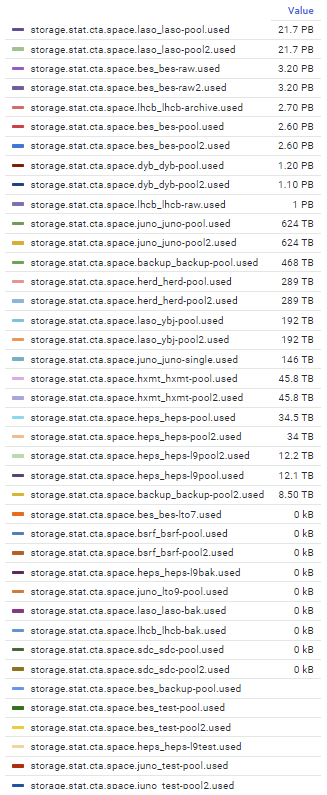 Value
storage.stat.cta.space.laso_laso-pool.used 21.7 PB
storage.stat.cta.space.laso_laso-pool2.used 21.7 PB
storage.stat.cta.space.bes_bes-raw.used 3.20 PB
storage.stat.cta.space.bes_bes-raw2.used 3.20 PB
storage.stat.cta.space.lhcb_lhcb-archive.used 2.70 PB
storage.stat.cta.space.bes_bes-pool.used 2.60 PB
storage.stat.cta.space.bes_bes-pool2.used 2.60 PB
storage.stat.cta.space.dyb_dyb-pool.used 1.20 PB
storage.stat.cta.space.dyb_dyb-pool2.used 1.10 PB
storage.stat.cta.space.lhcb_lhcb-raw.used 1 PB
storage.stat.cta.space.juno_juno-pool.used 624 TB
storage.stat.cta.space.juno_juno-pool2.used 624 TB
storage.stat.cta.space.backup_backup-pool.used 468 TB
storage.stat.cta.space.herd_herd-pool.used 289 TB
storage.stat.cta.space.herd_herd-pool2.used 289 TB
storage.stat.cta.space.laso_ybj-pool.used 192 TB
storage.stat.cta.space.laso_ybj-pool2.used 192 TB
storage.stat.cta.space.juno_juno-single.used 146 TB
storage.stat.cta.space.hxmt_hxmt-pool.used 45.8 TB
storage.stat.cta.space.hxmt_hxmt-pool2.used 45.8 TB
storage.stat.cta.space.heps_heps-pool.used 34.5 TB
storage.stat.cta.space.heps_heps-pool2.used 34 TB
storage.stat.cta.space.heps_heps-l9pool2.used 12.2 TB
storage.stat.cta.space.heps_heps-l9pool.used 12.1 TB
storage.stat.cta.space.backup_backup-pool2.used 8.50 TB
storage.stat.cta.space.bes_bes-lto7.used 0 kB
storage.stat.cta.space.bsrf_bsrf-pool.used 0 kB
storage.stat.cta.space.bsrf_bsrf-pool2.used 0 kB
storage.stat.cta.space.heps_heps-l9bak.used 0 kB
storage.stat.cta.space.juno_lto9-pool.used 0 kB
storage.stat.cta.space.laso_laso-bak.used 0 kB
storage.stat.cta.space.lhcb_lhcb-bak.used 0 kB
storage.stat.cta.space.sdc_sdc-pool.used 0 kB
storage.stat.cta.space.sdc_sdc-pool2.used 0 kB
storage.stat.cta.space.bes_backup-pool.used
storage.stat.cta.space.bes_test-pool.used
storage.stat.cta.space.bes_test-pool2.used
storage.stat.cta.space.heps_heps-l9test.used
storage.stat.cta.space.juno_test-pool.used
storage.stat.cta.space.juno_test-pool2.used